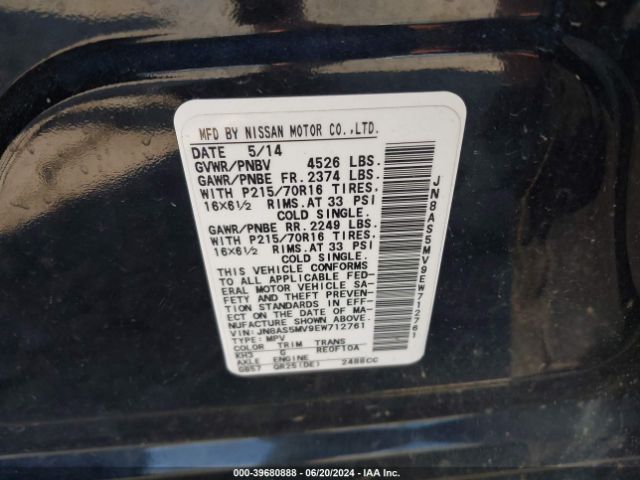 MFD BY NISSAN MOTOR CO.,LTD.
DATE 5/14
GVWR/PNBV 4526 LBS.
GAWR/PNBE FR. 2374 LBS.
WITH P215/70R16 TIRES.
16×6½ RIMS.AT 33 PSI
COLD SINGLE.
GAWR/PNBE RR. 2249 LBS.
WITH P215/70R16 TIRES.
16×6½ RIMS.AT 33 PSI
COLD SINGLE.
THIS VEHICLE CONFORMS
TO ALL APPLICABLE FED-
ERAL MOTOR VEHICLE SA-
FETY AND THEFT PREVEN-
TION STANDARDS IN EFF-
ECT ON THE DATE OF MA-
NUFACTURE SHOWN ABOVE.
VIN: JN8AS5MV9EW712761
TYPE: MPV
COLOR TRIM TRANS
KH3 G RE0F10A
AXLE ENGINE
GB57 QR25(DE) 2488CC
JN8AS5MV9EW712761
000-39680888 - 06/20/2024 - IAA Inc.